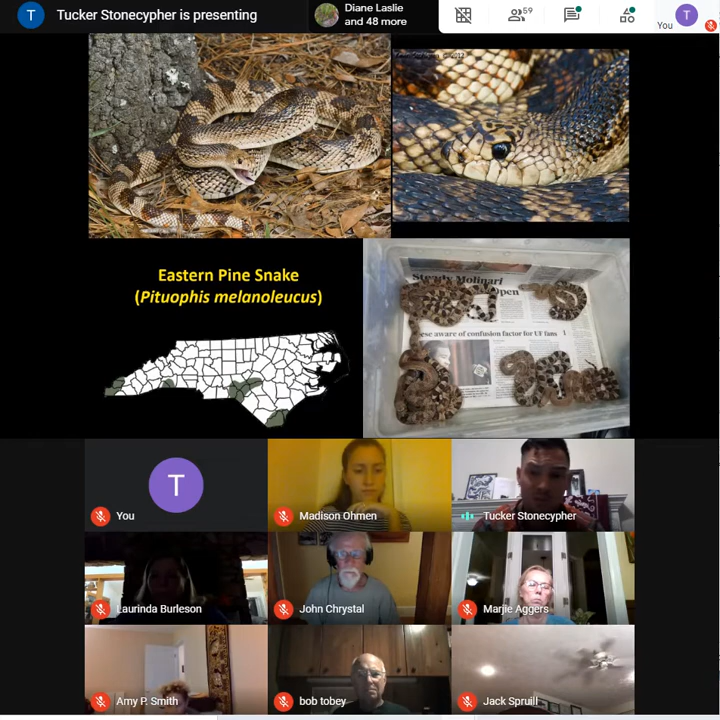 T
Tucker Stonecypher is presenting
Diane Laslie
and 48 more
59
You
T
Eastern Pine Snake
(Pituophis melanoleucus)
Steady Molinari
Open
ese aware of confusion factor for UF fans
T
You
Madison Ohmen
Tucker Stonecypher
Laurinda Burleson
John Chrystal
Marjie Aggers
Amy P. Smith
bob tobey
Jack Spruill